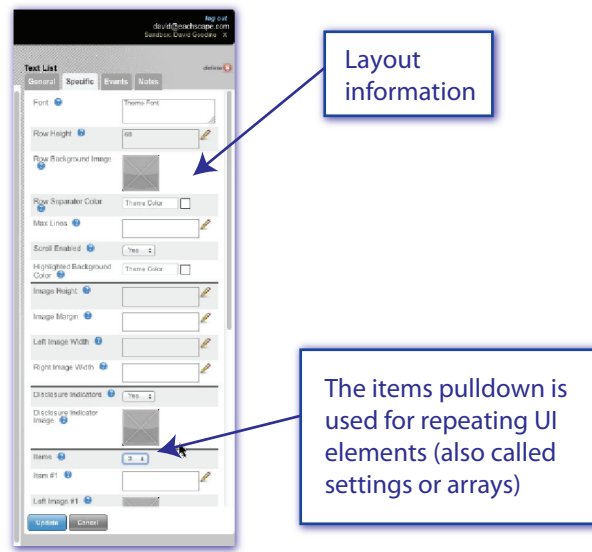 log out
david@eachscape.com
Sandbox: David Goodine X
Text List
delete
General Specific Events Notes
Font
Theme Font
Row Height
68
Row Background Image
Row Separater Color
Theme Color
Max Lines
Scroll Enabled
Yes
Highlighted Background
Color
Theme Color
Image Height
Image Margin
Left Image Width
Right Image Width
Disclosure Indicators
Yes
Disclosure Indicator
Image
Items
Item #1
Left Image #1
Update Cancel
Layout
information
The items pulldown is
used for repeating UI
elements (also called
settings or arrays)